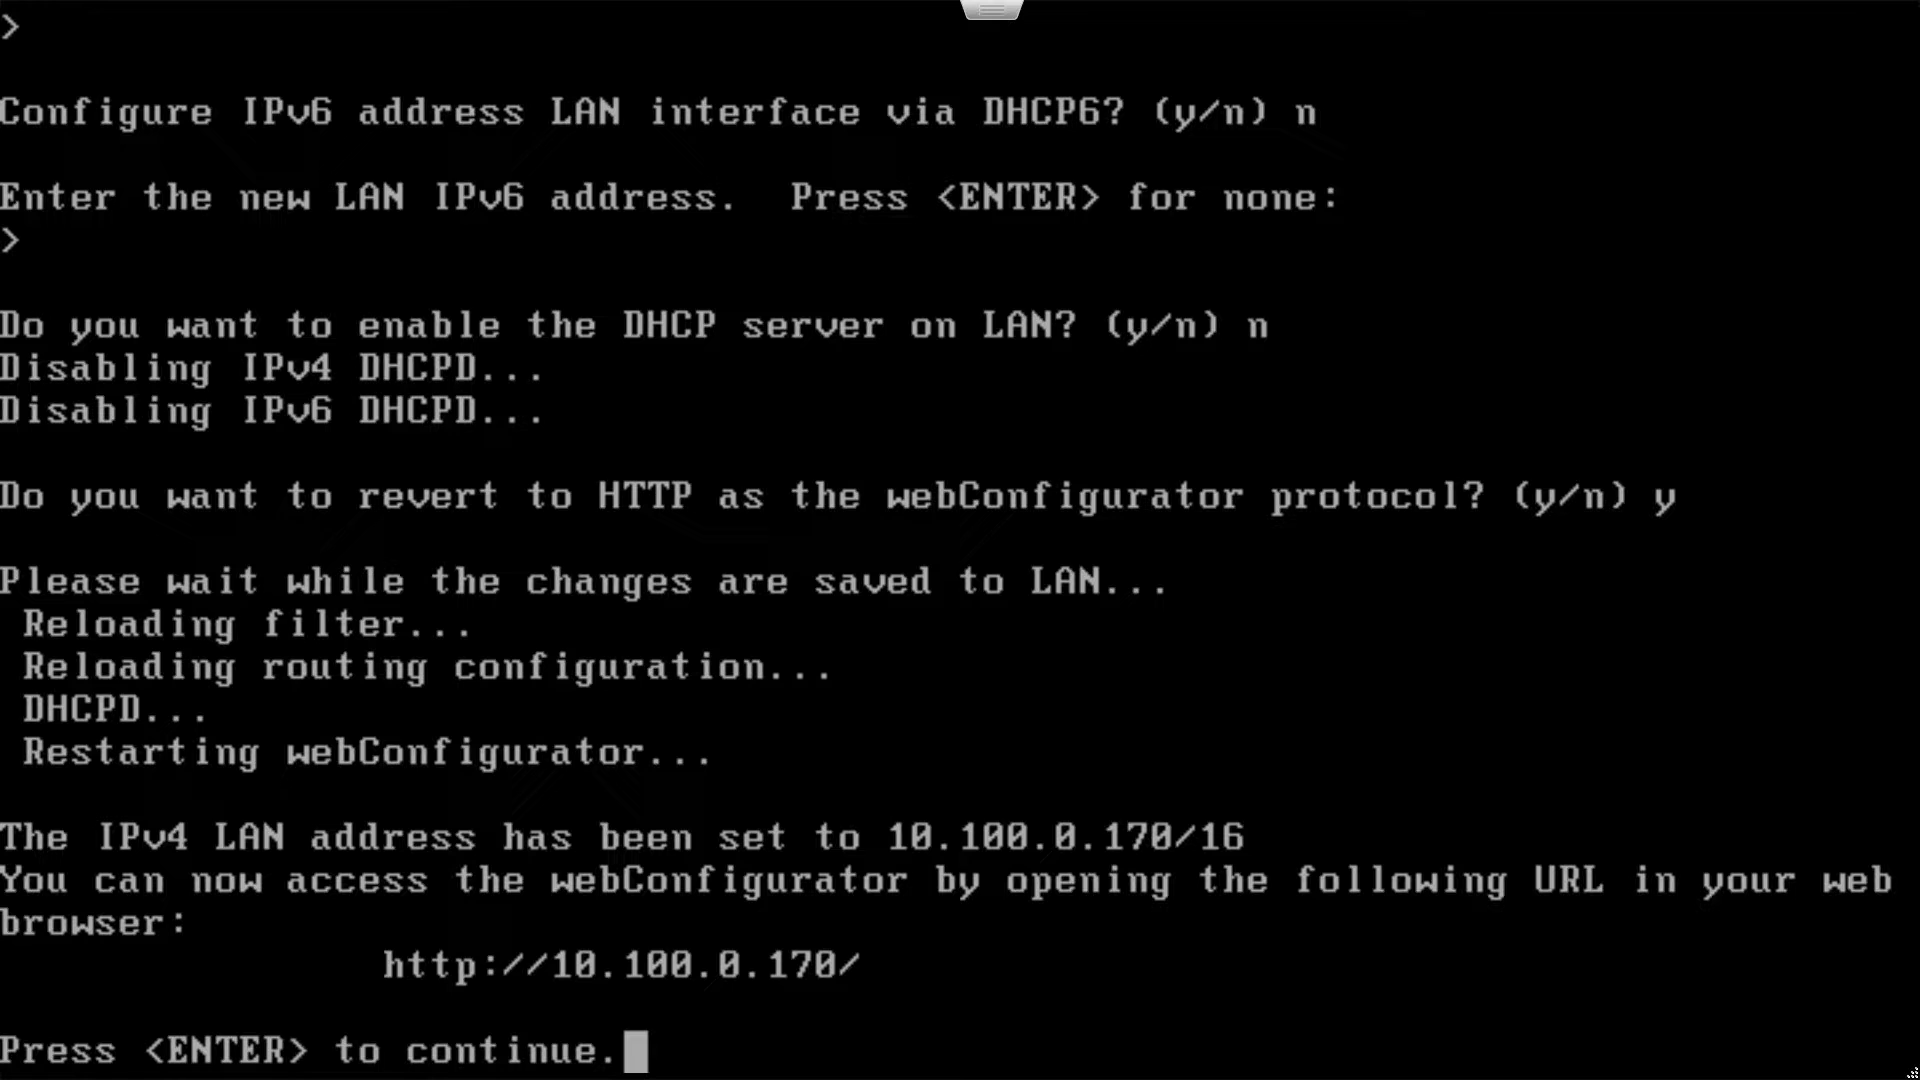 >
Configure IPv6 address LAN interface via DHCP6? (y/n) n
Enter the new LAN IPv6 address.  Press <ENTER> for none:
>
Do you want to enable the DHCP server on LAN? (y/n) n
Disabling IPv4 DHCPD...
Disabling IPv6 DHCPD...
Do you want to revert to HTTP as the webConfigurator protocol? (y/n) y
Please wait while the changes are saved to LAN...
Reloading filter...
Reloading routing configuration...
DHCPD...
Restarting webConfigurator...
The IPv4 LAN address has been set to 10.100.0.170/16
You can now access the webConfigurator by opening the following URL in your web
browser:
http://10.100.0.170/
Press <ENTER> to continue.